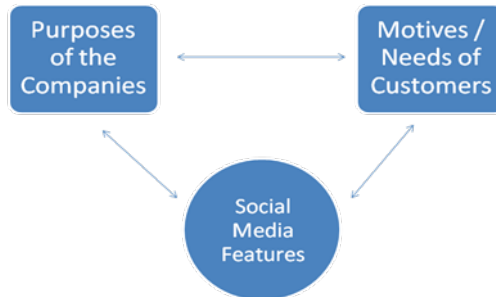 Purposes
of the
Companies
Motives /
Needs of
Customers
Social
Media
Features